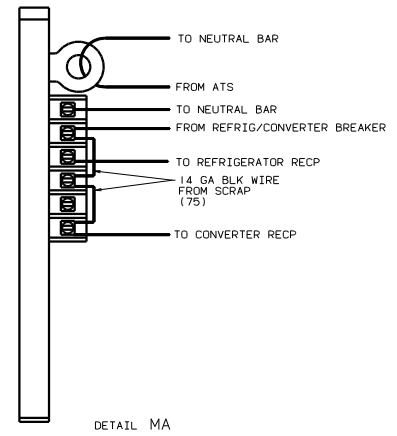 TO NEUTRAL BAR
FROM ATS
TO NEUTRAL BAR
FROM REFRIG/CONVERTER BREAKER
TO REFRIGERATOR RECP
14 GA BLK WIRE
FROM SCRAP
(75)
TO CONVERTER RECP
DETAIL MA